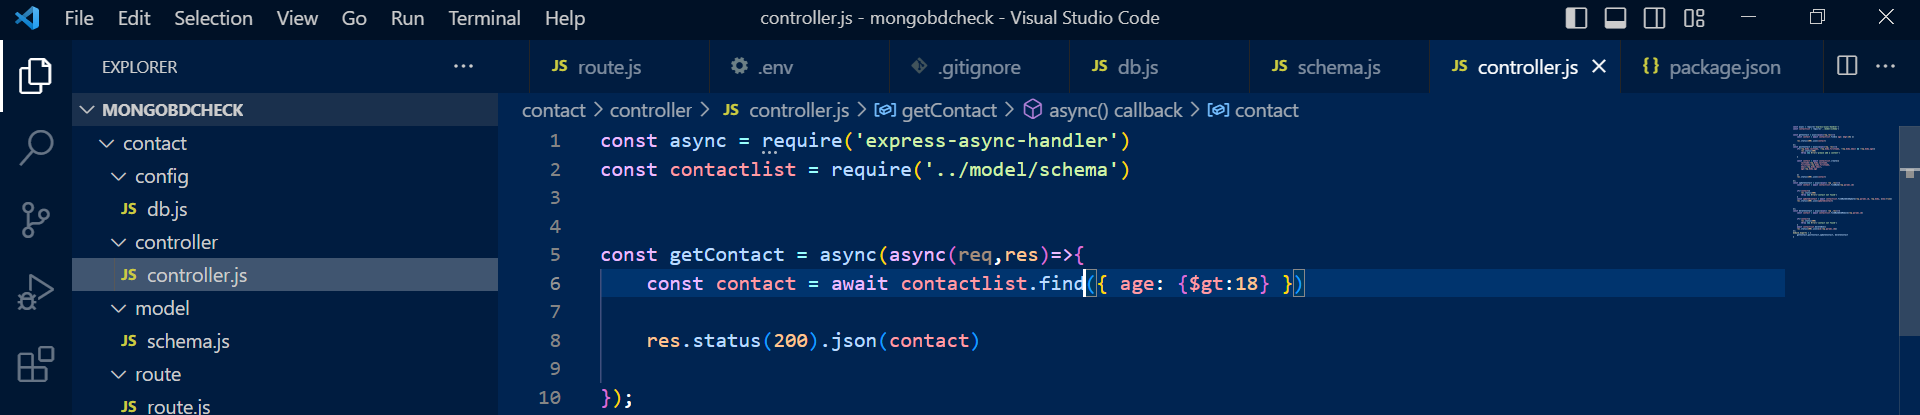 File Edit Selection View Go Run Terminal Help controller.js - mongobdcheck - Visual Studio Code
EXPLORER ···
JS route.js .env .gitignore JS db.js JS schema.js JS controller.js {} package.json ···
MONGOBDCHECK
contact
config
JS db.js
controller
JS controller.js
model
JS schema.js
route
JS route.js
contact > controller > JS controller.js > getContact > async() callback > contact
1 const async = require('express-async-handler')
2 const contactlist = require('../model/schema')
3
4
5 const getContact = async(async(req,res)=>{
6 const contact = await contactlist.find({ age: {$gt:18} })
7
8 res.status(200).json(contact)
9
10 });